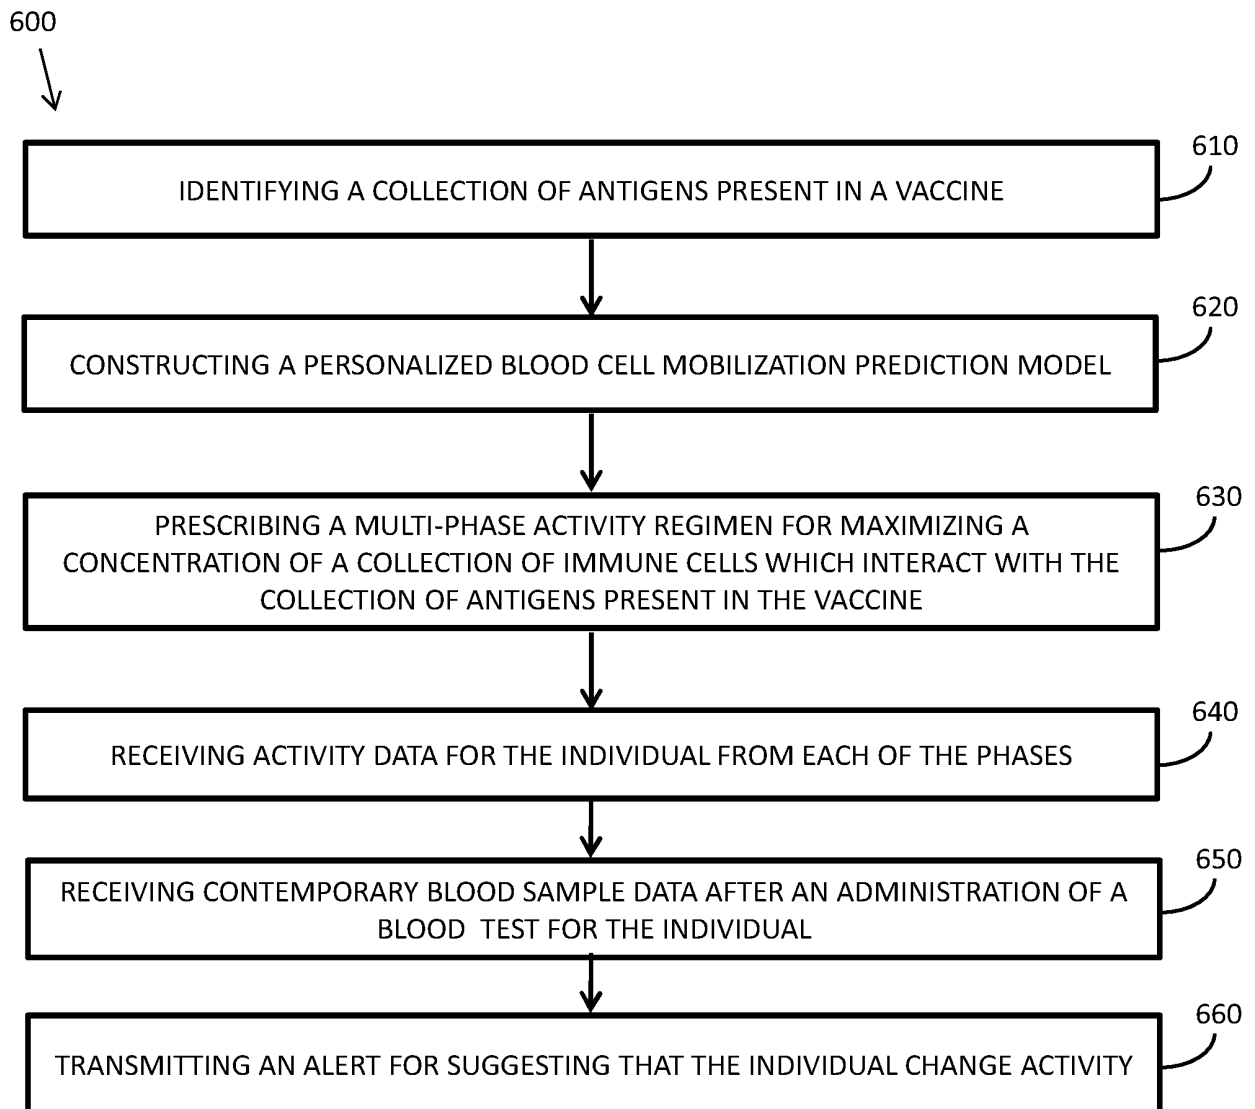 600
610
IDENTIFYING A COLLECTION OF ANTIGENS PRESENT IN A VACCINE
620
CONSTRUCTING A PERSONALIZED BLOOD CELL MOBILIZATION PREDICTION MODEL
630
PRESCRIBING A MULTI-PHASE ACTIVITY REGIMEN FOR MAXIMIZING A
CONCENTRATION OF A COLLECTION OF IMMUNE CELLS WHICH INTERACT WITH THE
COLLECTION OF ANTIGENS PRESENT IN THE VACCINE
640
RECEIVING ACTIVITY DATA FOR THE INDIVIDUAL FROM EACH OF THE PHASES
650
RECEIVING CONTEMPORARY BLOOD SAMPLE DATA AFTER AN ADMINISTRATION OF A
BLOOD TEST FOR THE INDIVIDUAL
660
TRANSMITTING AN ALERT FOR SUGGESTING THAT THE INDIVIDUAL CHANGE ACTIVITY